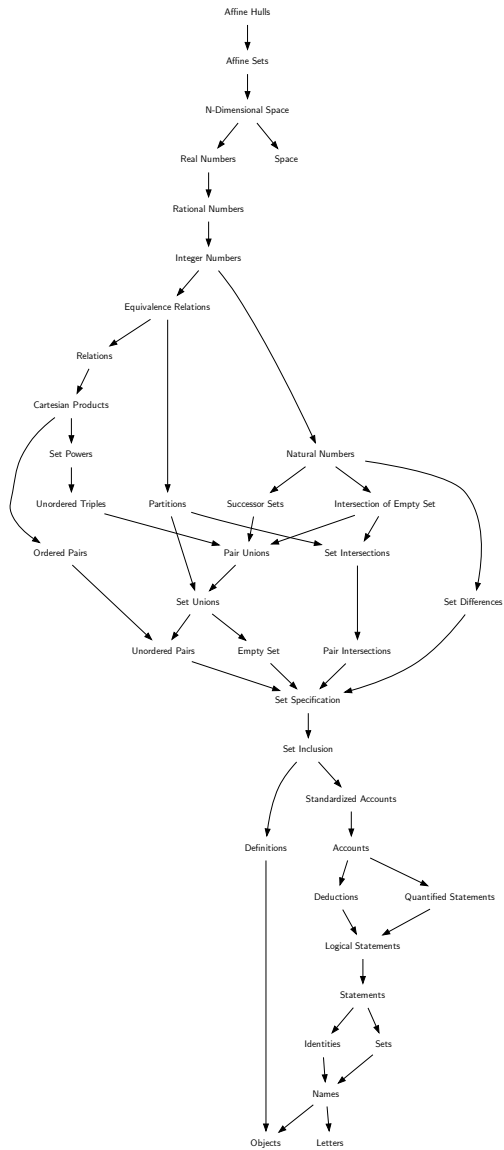 Affine Hulls
Affine Sets
N-Dimensional Space
Real Numbers
Space
Rational Numbers
Integer Numbers
Equivalence Relations
Relations
Cartesian Products
Set Powers
Natural Numbers
Unordered Triples
Partitions
Successor Sets
Intersection of Empty Set
Ordered Pairs
Pair Unions
Set Intersections
Set Unions
Set Differences
Unordered Pairs
Empty Set
Pair Intersections
Set Specification
Set Inclusion
Standardized Accounts
Definitions
Accounts
Deductions
Quantified Statements
Logical Statements
Statements
Identities
Sets
Names
Objects
Letters